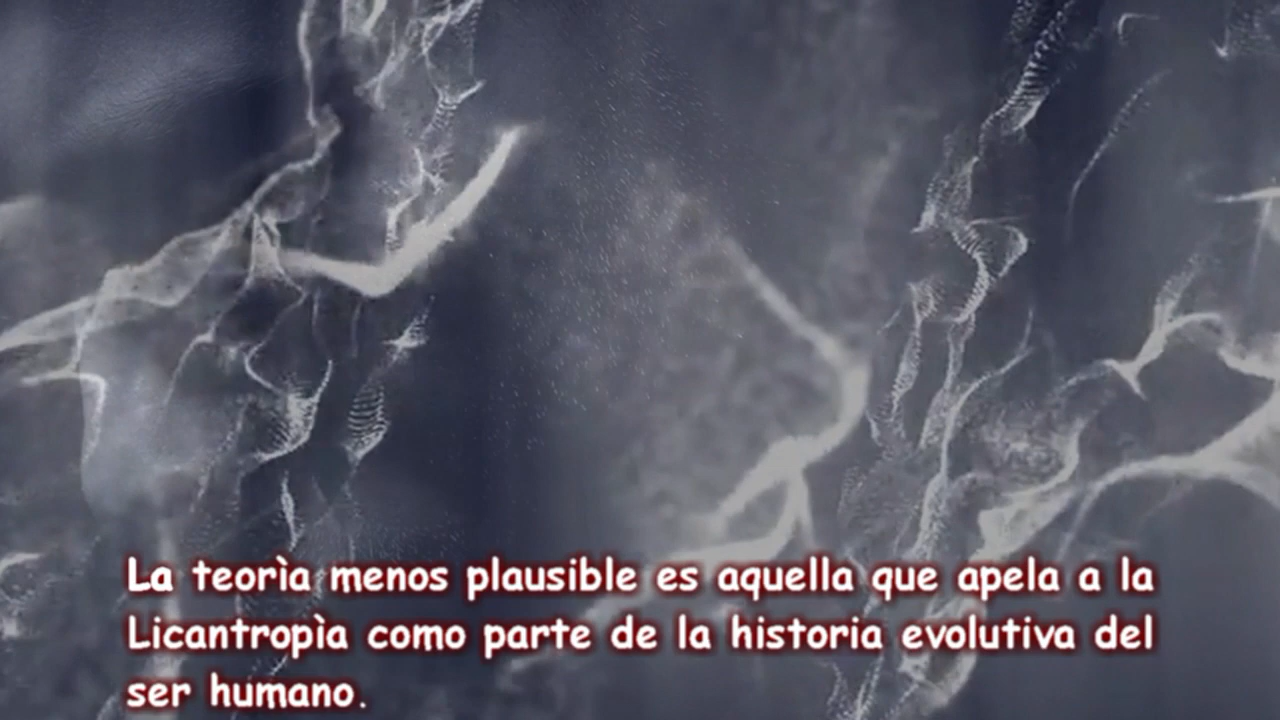 La teorìa menos plausible es aquella que apela a la
Licantropìa como parte de la historia evolutiva del
ser humano.